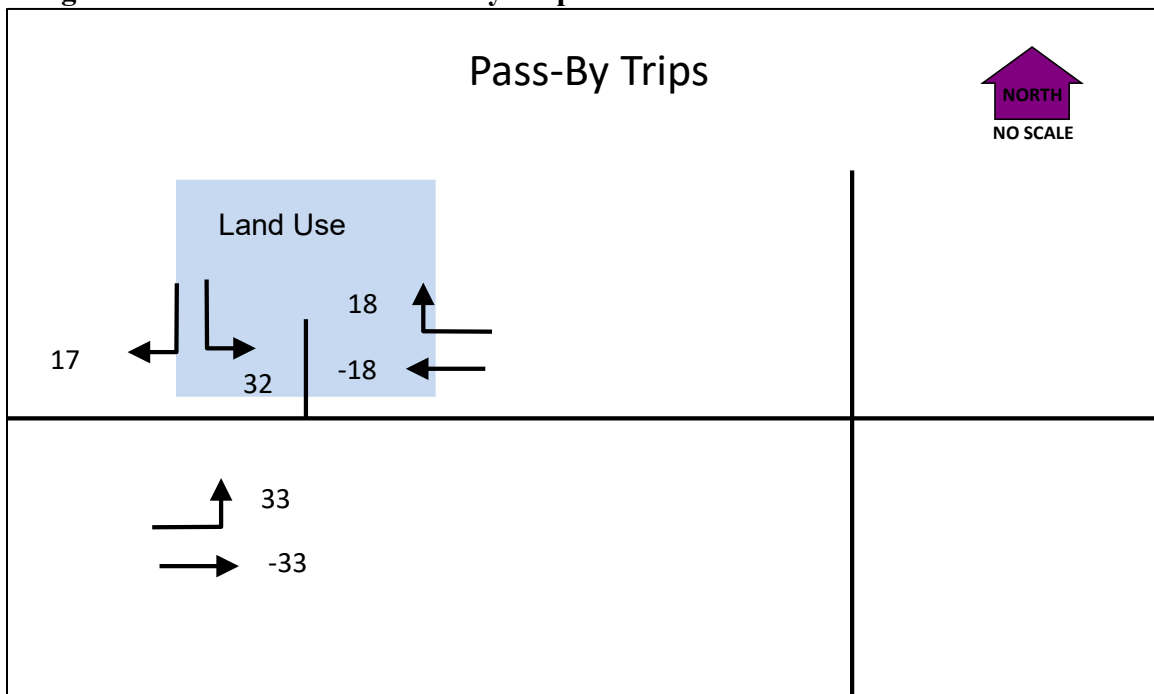 Pass-By Trips
NORTH
NO SCALE
Land Use
18
17
32
-18
33
-33